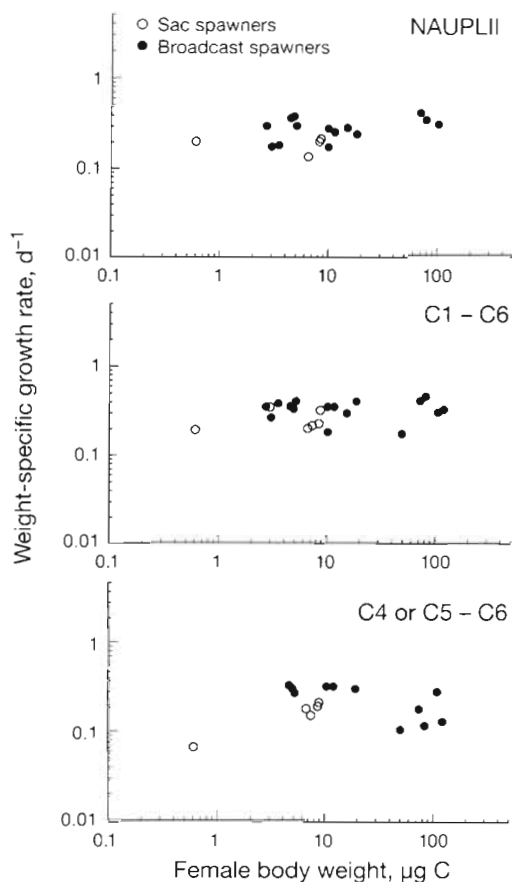 ○ Sac spawners
● Broadcast spawners
NAUPLII
1
0.1
0.01
0.1 1 10 100
C1 – C6
1
0.1
0.01
0.1 1 10 100
C4 or C5 – C6
1
0.1
0.01
0.1 1 10 100
Weight-specific growth rate, d⁻¹
Female body weight, µg C